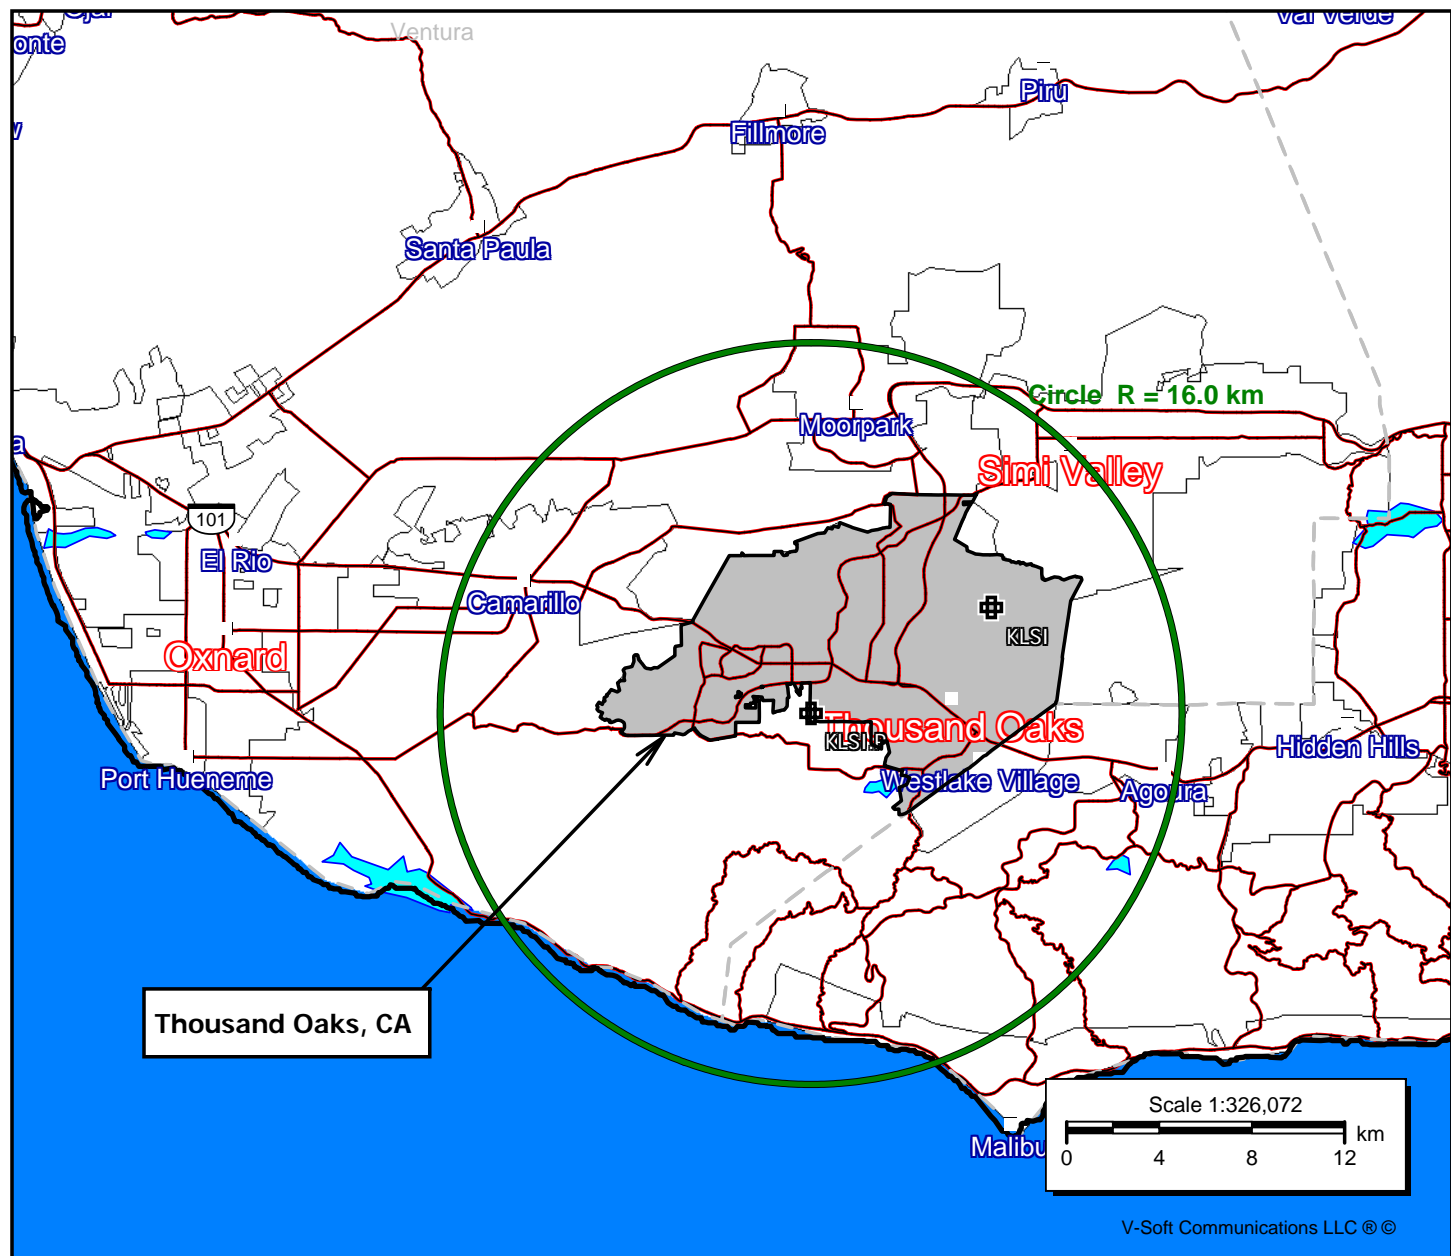 Ojai
Val Verde
Ventura
onte
Piru
Fillmore
Santa Paula
Circle R = 16.0 km
Moorpark
a
Simi Valley
101
El Rio
Camarillo
KLSI
Oxnard
Thousand Oaks
KLSI.P
Hidden Hills
Port Hueneme
Westlake Village
Agoura
Thousand Oaks, CA
Scale 1:326,072
km
0 4 8 12
Malibu
V-Soft Communications LLC ® ©